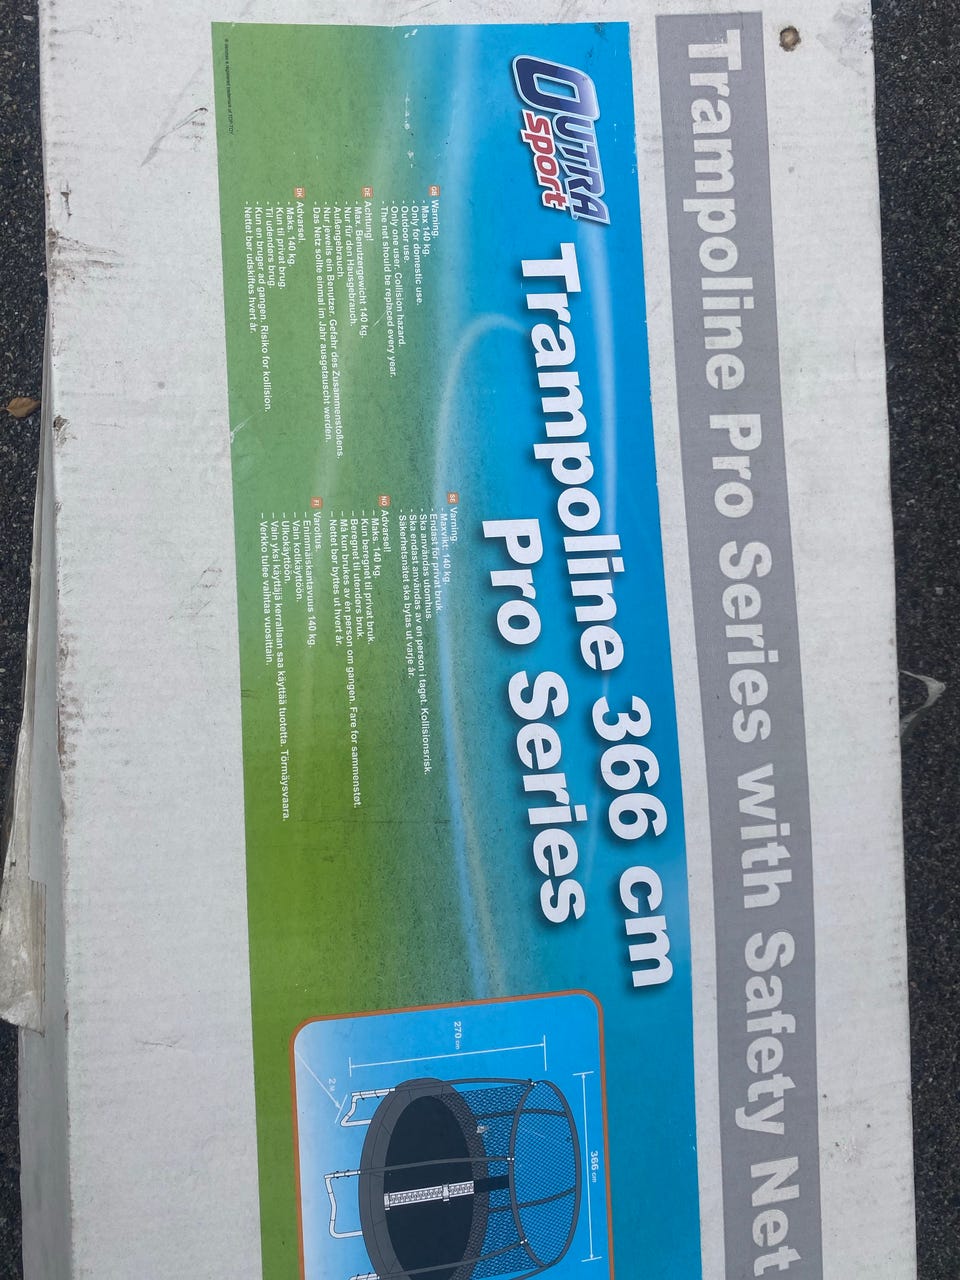 Trampoline Pro Series with Safety Net
OUTRA
sport
Trampoline 366 cm
Pro Series
GB Warning
- Max 140 kg.
- Only for domestic use.
- Outdoor use.
- Only one user. Collision hazard.
- The net should be replaced every year.
DE Achtung!
- Max. Benutzergewicht 140 kg.
- Nur für den Hausgebrauch.
- Außengebrauch.
- Nur jeweils ein Benutzer. Gefahr des Zusammenstoßens.
- Das Netz sollte einmal im Jahr ausgetauscht werden.
DK Advarsel.
- Maks. 140 kg.
- Kun til privat brug.
- Til udendørs brug.
- Kun en bruger ad gangen. Risiko for kollision.
- Nettet bør udskiftes hvert år.
SE Varning
- Maxvikt: 140 kg.
- Endast för privat bruk.
- Ska användas utomhus.
- Ska endast användas av en person i taget. Kollisionsrisk.
- Säkerhetsnätet ska bytas ut varje år.
NO Advarsel!
– Maks. 140 kg.
– Kun beregnet til privat bruk.
– Beregnet til utendørs bruk.
– Må kun brukes av én person om gangen. Fare for sammenstøt.
– Nettet bør byttes ut hvert år.
FI Varoitus.
– Enimmäiskantavuus 140 kg.
– Vain kotikäyttöön.
– Ulkokäyttöön.
– Vain yksi käyttäjä kerrallaan saa käyttää tuotetta. Törmäysvaara.
– Verkko tulee vaihtaa vuosittain.
270 cm
366 cm